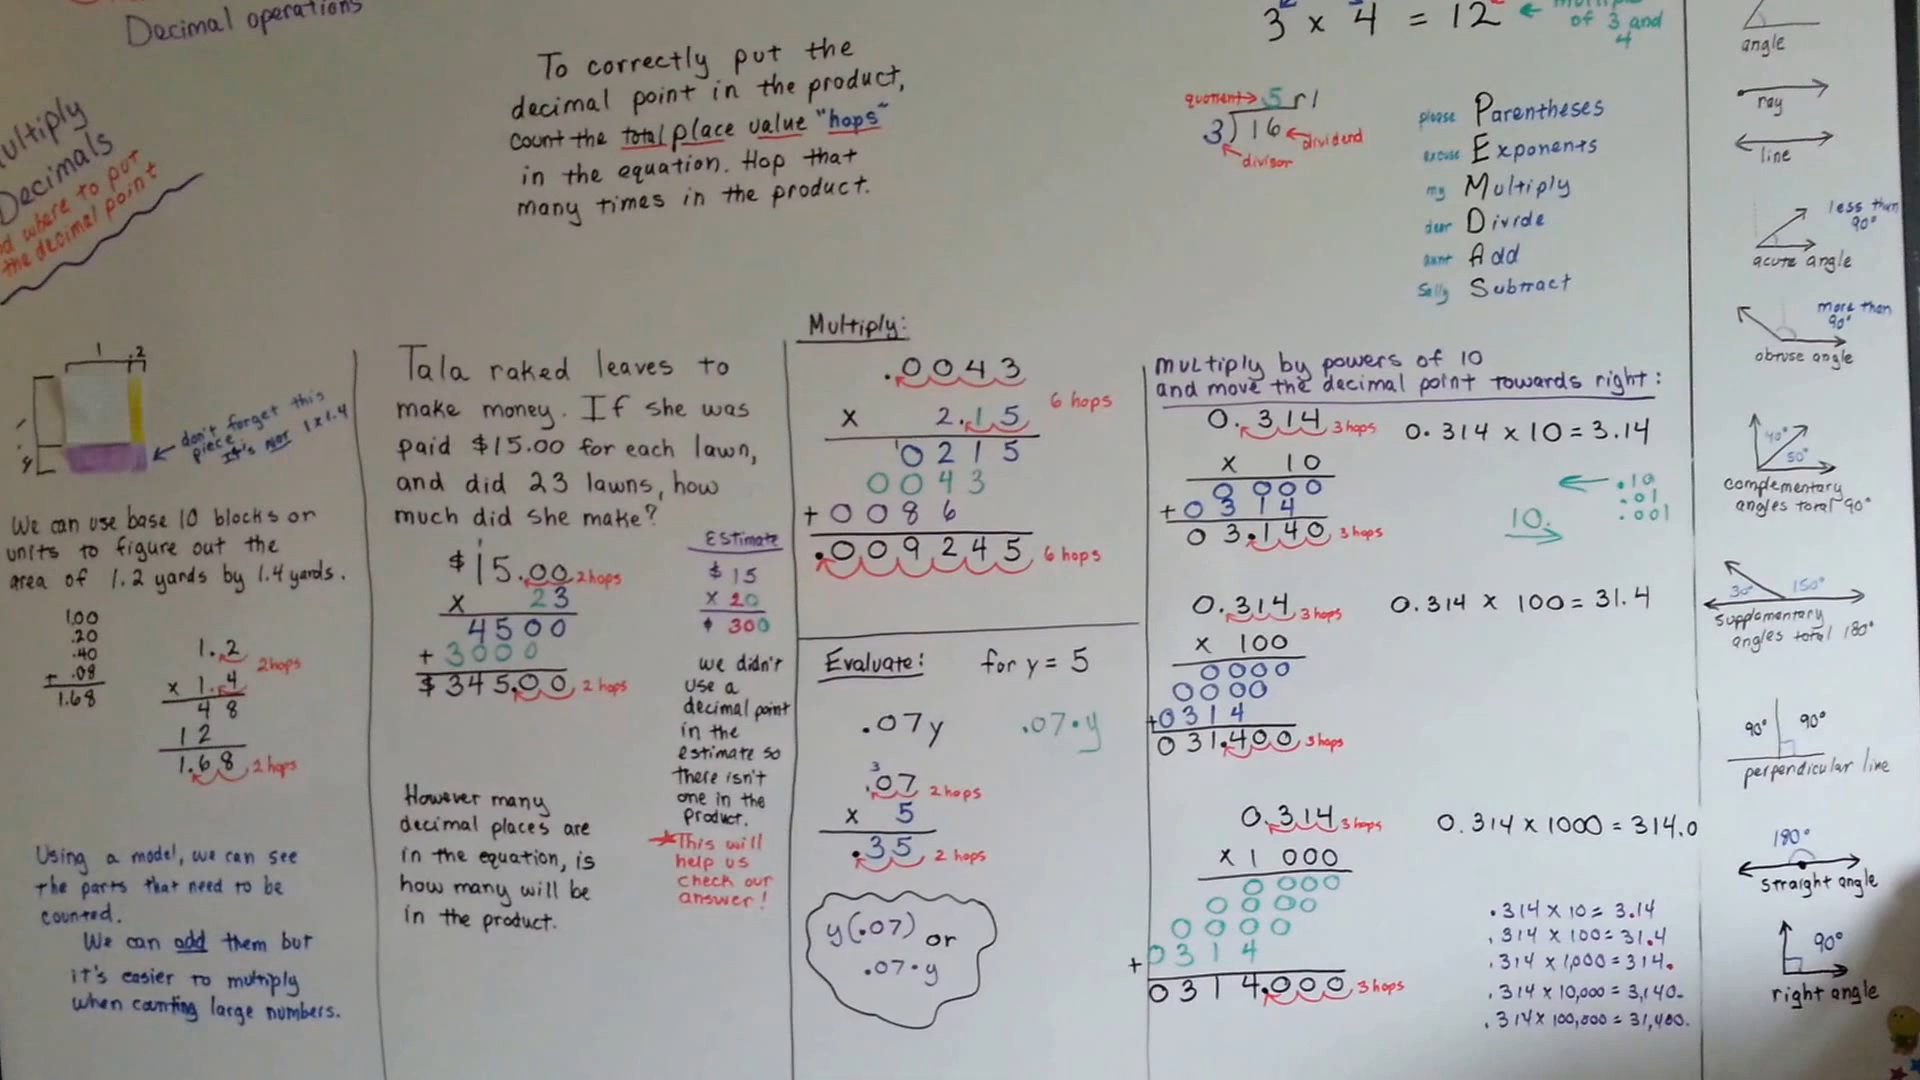 Decimal operations
Multiply
Decimals
where to put
the decimal point
To correctly put the
decimal point in the product,
count the total place value "hops"
in the equation. Hop that
many times in the product.
3 x 4 = 12
of 3 and
4
quotient 5 r1
3)16 dividend
divisor
please Parentheses
excuse Exponents
my Multiply
dear Divide
aunt Add
Sally Subtract
1 .2
don't forget this
piece
It's not 1 x 1.4
We can use base 10 blocks or
units to figure out the
area of 1.2 yards by 1.4 yards.
1.00
.20
.40
+ .08
1.68
1.2
2 hops
x 1.4
48
12
1.68 2 hops
Using a model, we can see
the parts that need to be
counted.
We can add them but
it's easier to multiply
when counting large numbers.
Tala raked leaves to
make money. If she was
paid $15.00 for each lawn,
and did 23 lawns, how
much did she make?
1
$15.00 2 hops
x 23
4500
+ 3000
$345.00 2 hops
Estimate
$15
x 20
$300
we didn't
use a
decimal point
in the
estimate so
there isn't
one in the
product.
This will
help us
check our
answer!
However many
decimal places are
in the equation, is
how many will be
in the product.
Multiply:
.0043
6 hops
x 2.15
0215
0043
+ 0086
.009245 6 hops
Evaluate: for y = 5
.07y .07·y
3
.07 2 hops
x 5
.35 2 hops
y(.07) or
.07·y
multiply by powers of 10
and move the decimal point towards right:
0.314 3 hops 0.314 x 10 = 3.14
x 10
0000
+ 0314
03.140 3 hops
.10
.01
.001
10.
0.314 3 hops 0.314 x 100 = 31.4
x 100
0000
0000
+0314
031.400 3 hops
0.314 3 hops 0.314 x 1000 = 314.0
x 1 000
0000
0000
0000
+ 0314
0314.000 3 hops
.314 x 10 = 3.14
.314 x 100 = 31.4
.314 x 1,000 = 314.
.314 x 10,000 = 3,140.
.314 x 100,000 = 31,400.
angle
ray
line
less than
90°
acute angle
more than
90°
obtuse angle
40°
50°
complementary
angles total 90°
30° 150°
supplementary
angles total 180°
90° 90°
perpendicular line
180°
straight angle
90°
right angle